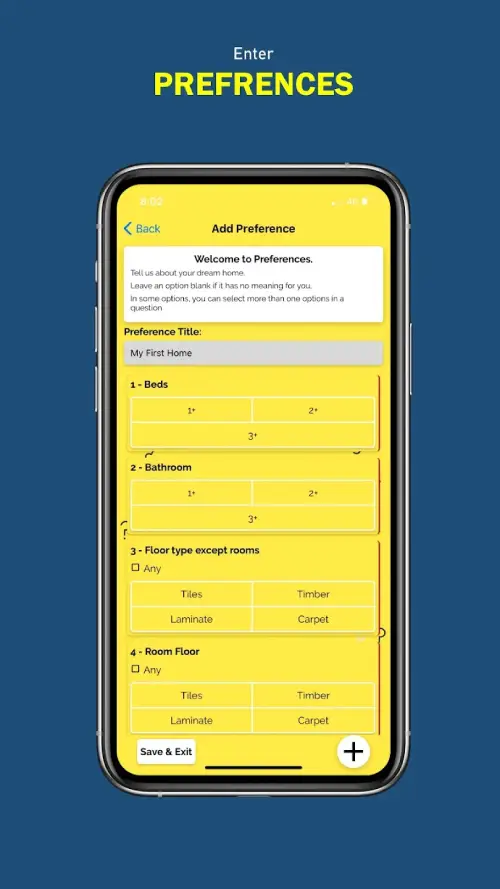 Enter
PREFRENCES
8:02
4G
Back
Add Preference
Welcome to Preferences.
Tell us about your dream home.
Leave an option blank if it has no meaning for you.
In some options, you can select more than one options in a
question
Preference Title:
My First Home
1 - Beds
1+ 2+
3+
2 - Bathroom
1+ 2+
3+
3 - Floor type except rooms
Any
Tiles Timber
Laminate Carpet
4 - Room Floor
Any
Tiles Timber
Laminate Carpet
Save & Exit